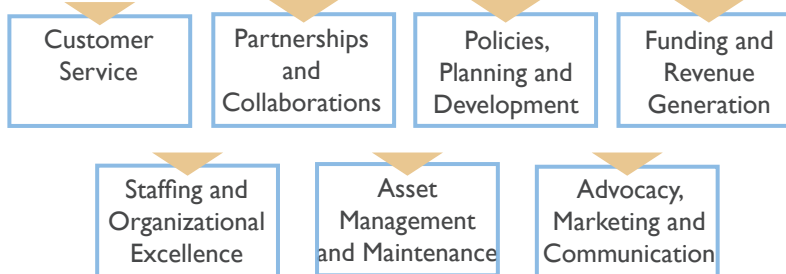 Customer
Service
Partnerships
and
Collaborations
Policies,
Planning and
Development
Funding and
Revenue
Generation
Staffing and
Organizational
Excellence
Asset
Management
and Maintenance
Advocacy,
Marketing and
Communication